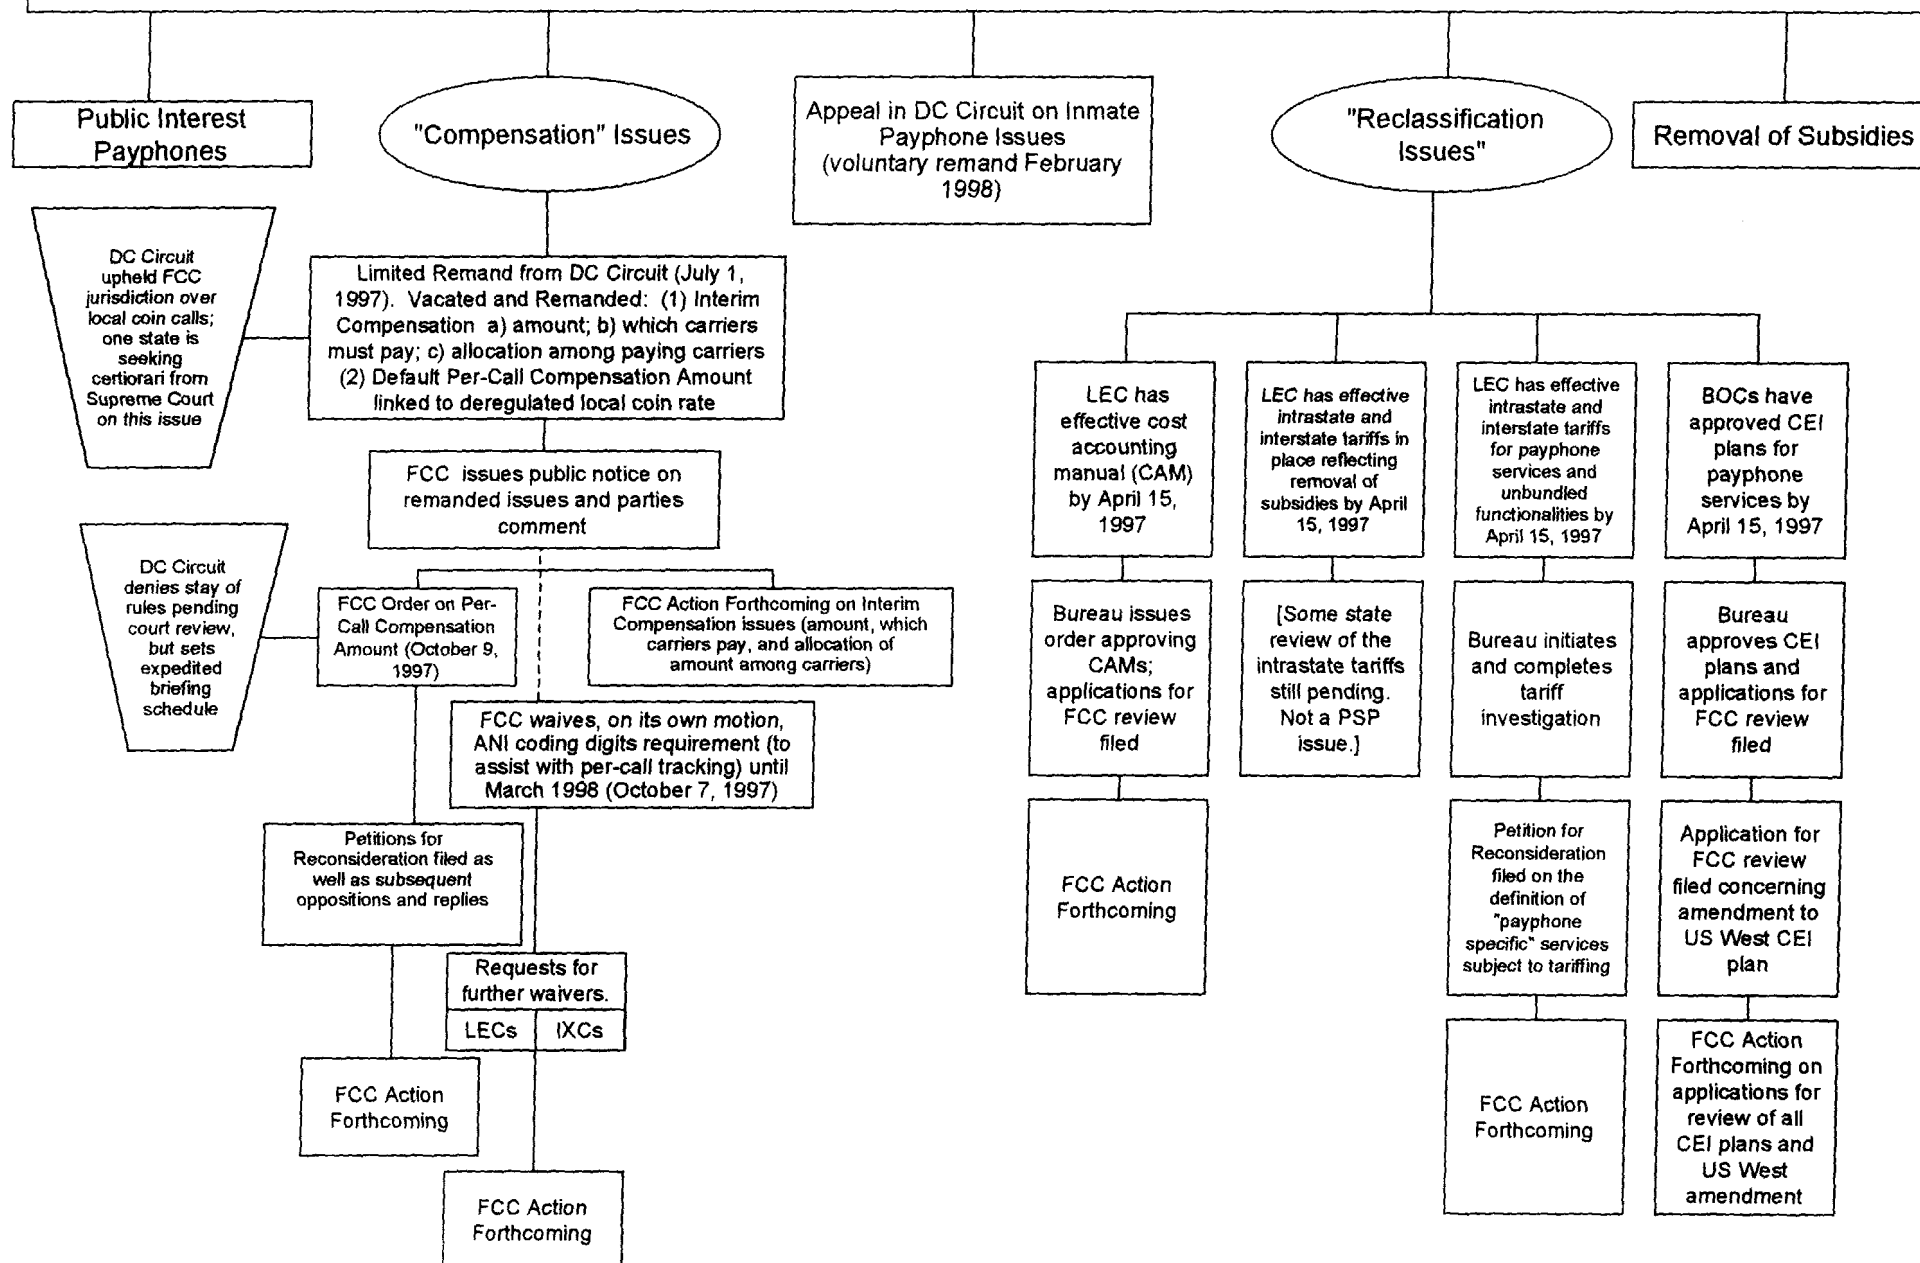 Public Interest
Payphones
"Compensation" Issues
Appeal in DC Circuit on Inmate
Payphone Issues
(voluntary remand February
1998)
"Reclassification
Issues"
Removal of Subsidies
DC Circuit
upheld FCC
jurisdiction over
local coin calls;
one state is
seeking
certiorari from
Supreme Court
on this issue
Limited Remand from DC Circuit (July 1,
1997). Vacated and Remanded: (1) Interim
Compensation a) amount; b) which carriers
must pay; c) allocation among paying carriers
(2) Default Per-Call Compensation Amount
linked to deregulated local coin rate
FCC issues public notice on
remanded issues and parties
comment
DC Circuit
denies stay of
rules pending
court review,
but sets
expedited
briefing
schedule
FCC Order on Per-
Call Compensation
Amount (October 9,
1997)
FCC Action Forthcoming on Interim
Compensation issues (amount, which
carriers pay, and allocation of
amount among carriers)
FCC waives, on its own motion,
ANI coding digits requirement (to
assist with per-call tracking) until
March 1998 (October 7, 1997)
Petitions for
Reconsideration filed as
well as subsequent
oppositions and replies
Requests for
further waivers.
LECs
IXCs
FCC Action
Forthcoming
FCC Action
Forthcoming
LEC has
effective cost
accounting
manual (CAM)
by April 15,
1997
Bureau issues
order approving
CAMs;
applications for
FCC review
filed
FCC Action
Forthcoming
LEC has effective
intrastate and
interstate tariffs in
place reflecting
removal of
subsidies by April
15, 1997
[Some state
review of the
intrastate tariffs
still pending.
Not a PSP
issue.]
LEC has effective
intrastate and
interstate tariffs
for payphone
services and
unbundled
functionalities by
April 15, 1997
Bureau initiates
and completes
tariff
investigation
Petition for
Reconsideration
filed on the
definition of
"payphone
specific" services
subject to tariffing
FCC Action
Forthcoming
BOCs have
approved CEI
plans for
payphone
services by
April 15, 1997
Bureau
approves CEI
plans and
applications for
FCC review
filed
Application for
FCC review
filed concerning
amendment to
US West CEI
plan
FCC Action
Forthcoming on
applications for
review of all
CEI plans and
US West
amendment